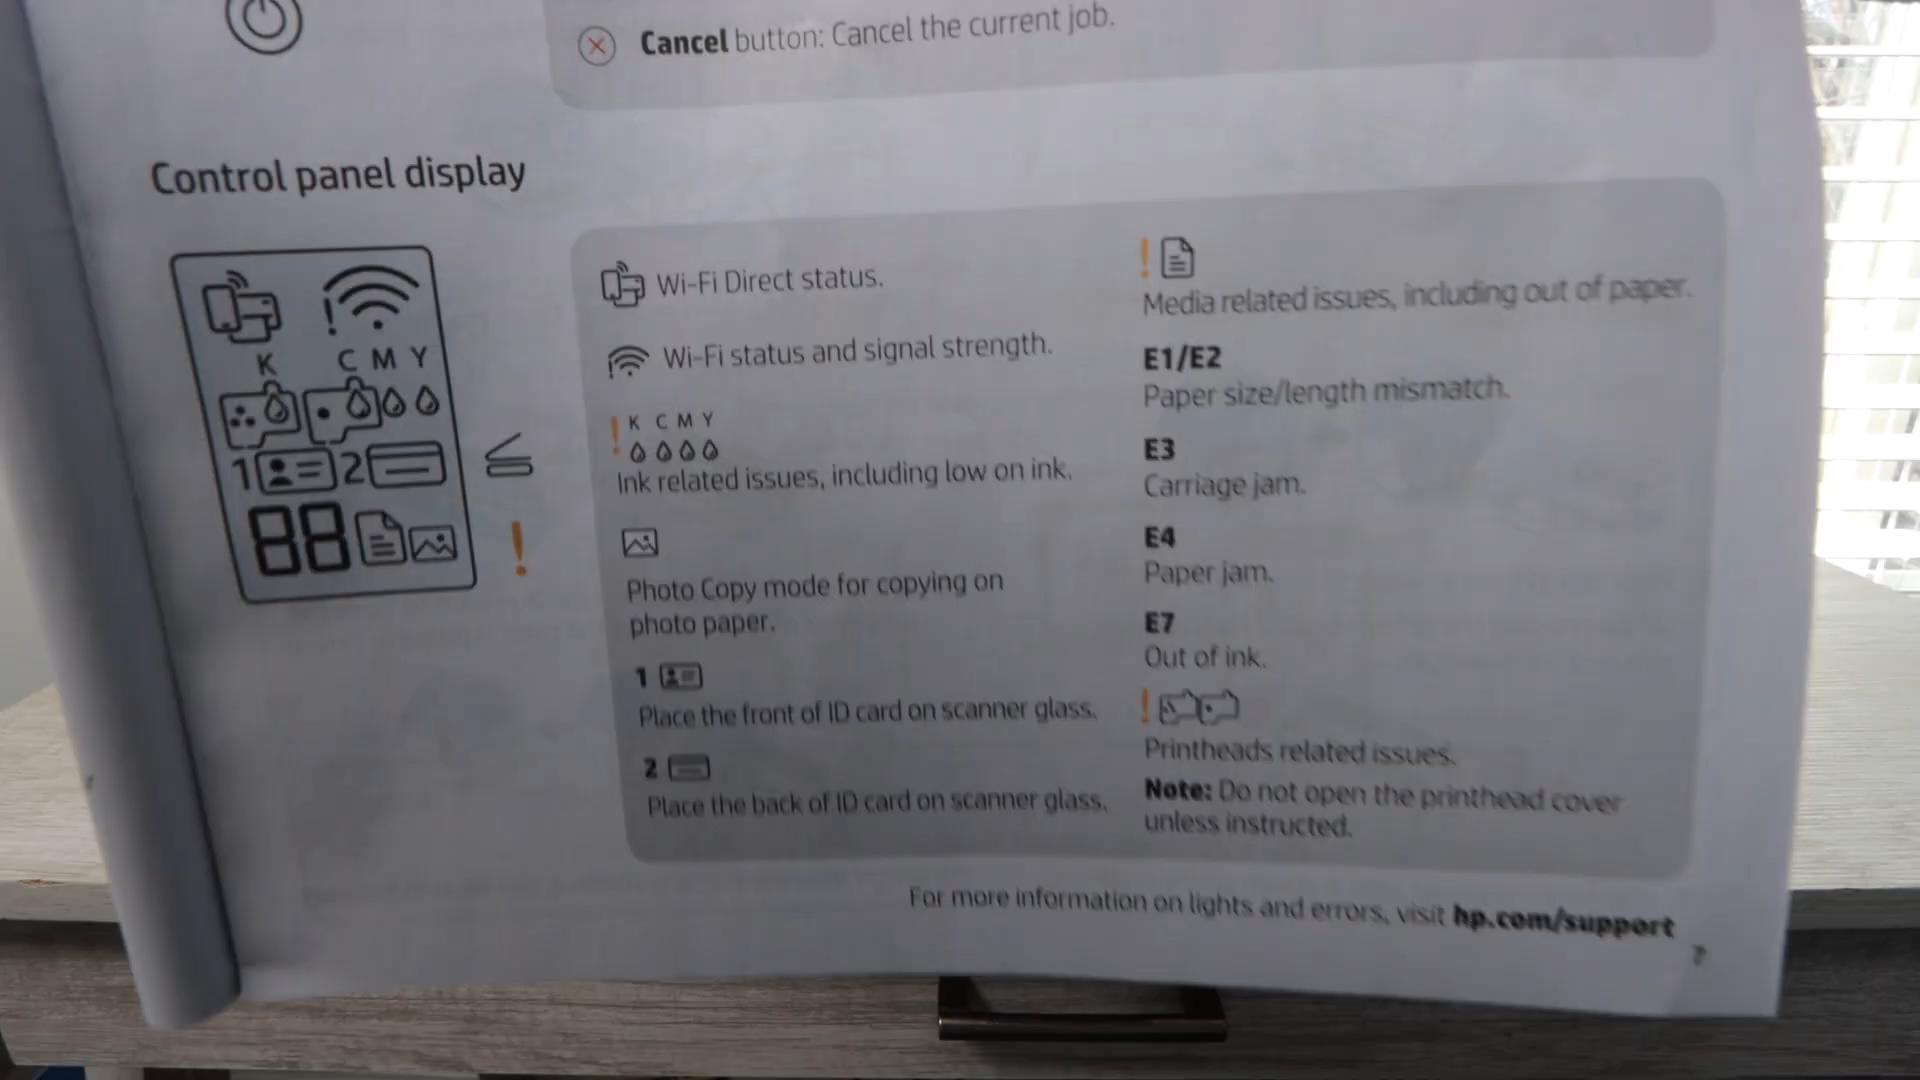 Cancel button: Cancel the current job.
Control panel display
K C M Y
1 2
88
Wi-Fi Direct status.
Wi-Fi status and signal strength.
! K C M Y
Ink related issues, including low on ink.
Photo Copy mode for copying on
photo paper.
1
Place the front of ID card on scanner glass.
2
Place the back of ID card on scanner glass.
!
Media related issues, including out of paper.
E1/E2
Paper size/length mismatch.
E3
Carriage jam.
E4
Paper jam.
E7
Out of ink.
!
Printheads related issues.
Note: Do not open the printhead cover
unless instructed.
For more information on lights and errors, visit hp.com/support
7